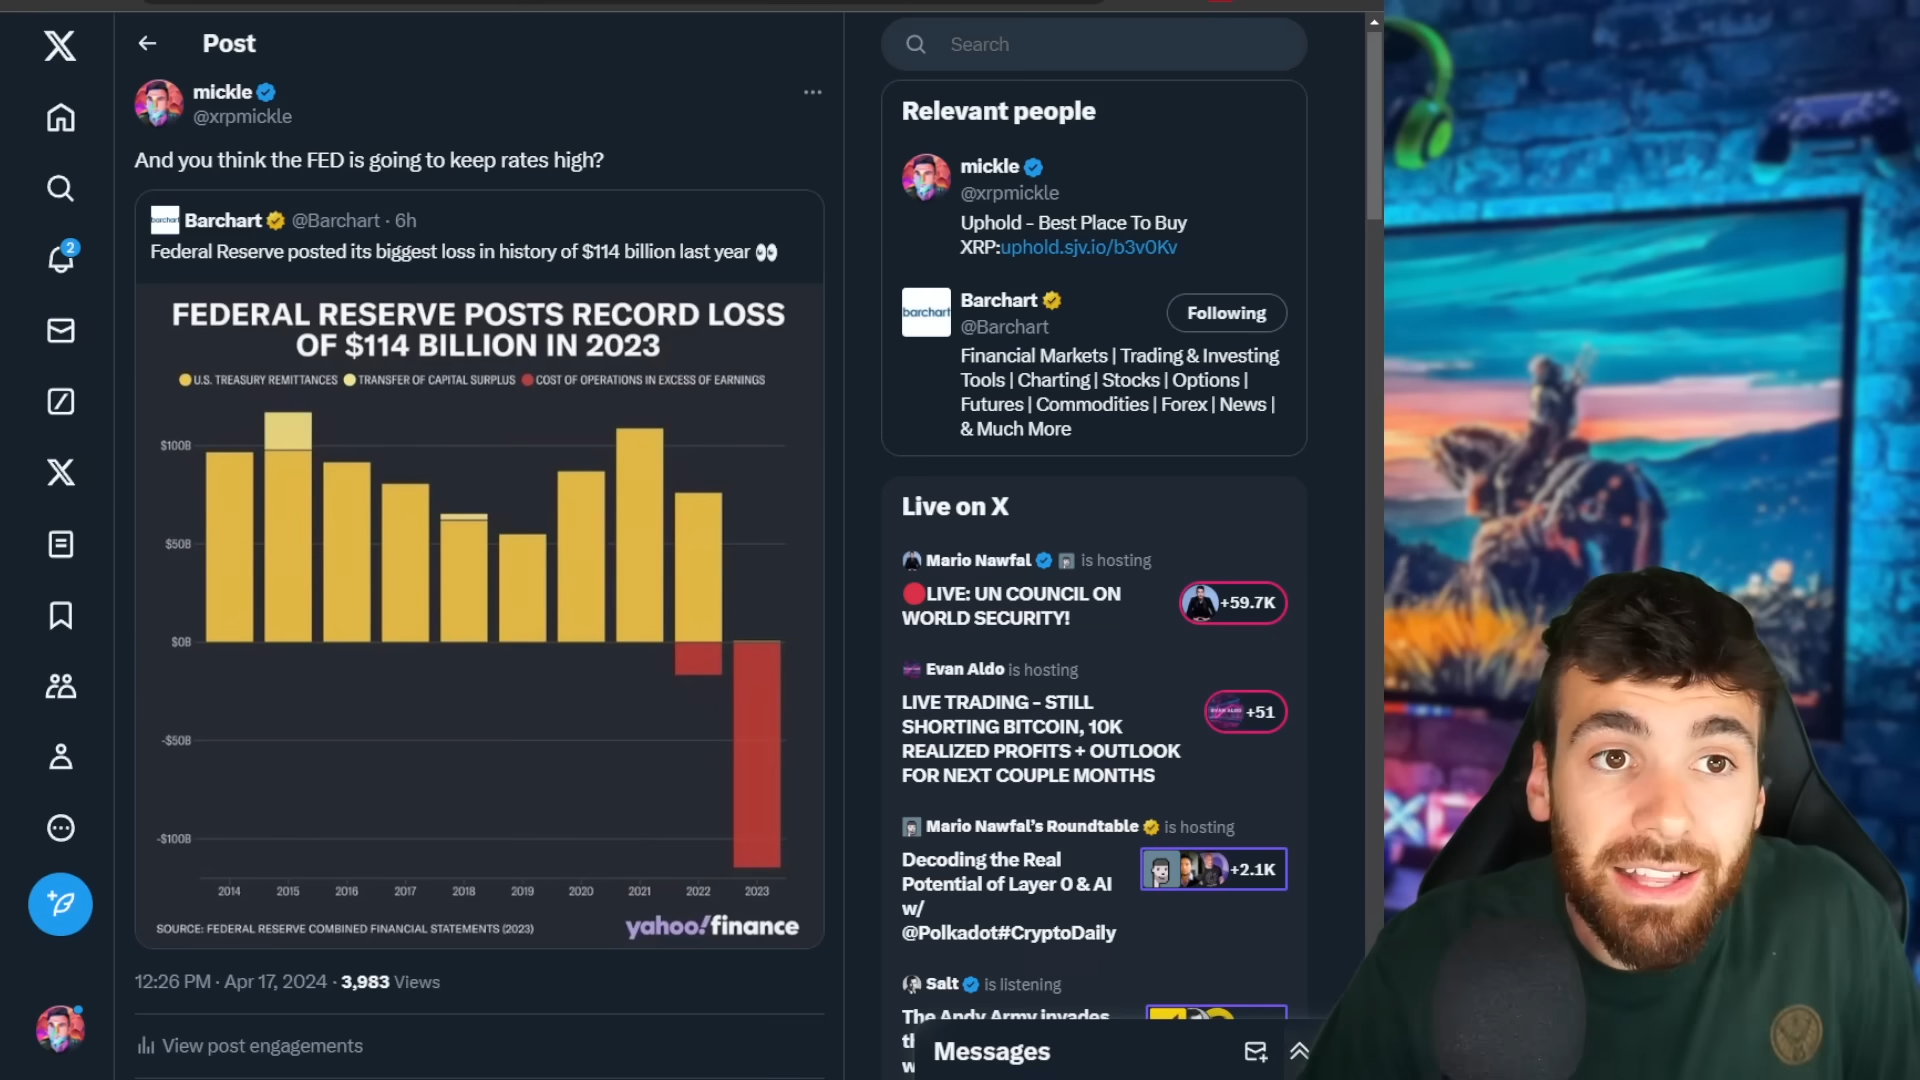 Post
mickle
@xrpmickle
And you think the FED is going to keep rates high?
barchart
Barchart @Barchart · 6h
Federal Reserve posted its biggest loss in history of $114 billion last year 👀
FEDERAL RESERVE POSTS RECORD LOSS
OF $114 BILLION IN 2023
U.S. TREASURY REMITTANCES TRANSFER OF CAPITAL SURPLUS COST OF OPERATIONS IN EXCESS OF EARNINGS
$100B
$50B
$0B
-$50B
-$100B
2014 2015 2016 2017 2018 2019 2020 2021 2022 2023
SOURCE: FEDERAL RESERVE COMBINED FINANCIAL STATEMENTS (2023)
yahoo!finance
12:26 PM · Apr 17, 2024 · 3,983 Views
View post engagements
2
Search
Relevant people
mickle
@xrpmickle
Uphold - Best Place To Buy
XRP:uphold.sjv.io/b3v0Kv
barchart
Barchart
@Barchart
Following
Financial Markets | Trading & Investing
Tools | Charting | Stocks | Options |
Futures | Commodities | Forex | News |
& Much More
Live on X
Mario Nawfal is hosting
🔴LIVE: UN COUNCIL ON
WORLD SECURITY!
+59.7K
Evan Aldo is hosting
LIVE TRADING - STILL
SHORTING BITCOIN, 10K
REALIZED PROFITS + OUTLOOK
FOR NEXT COUPLE MONTHS
+51
Mario Nawfal's Roundtable is hosting
Decoding the Real
Potential of Layer 0 & AI
w/
@Polkadot#CryptoDaily
+2.1K
Salt is listening
The Andy Army invades
Messages